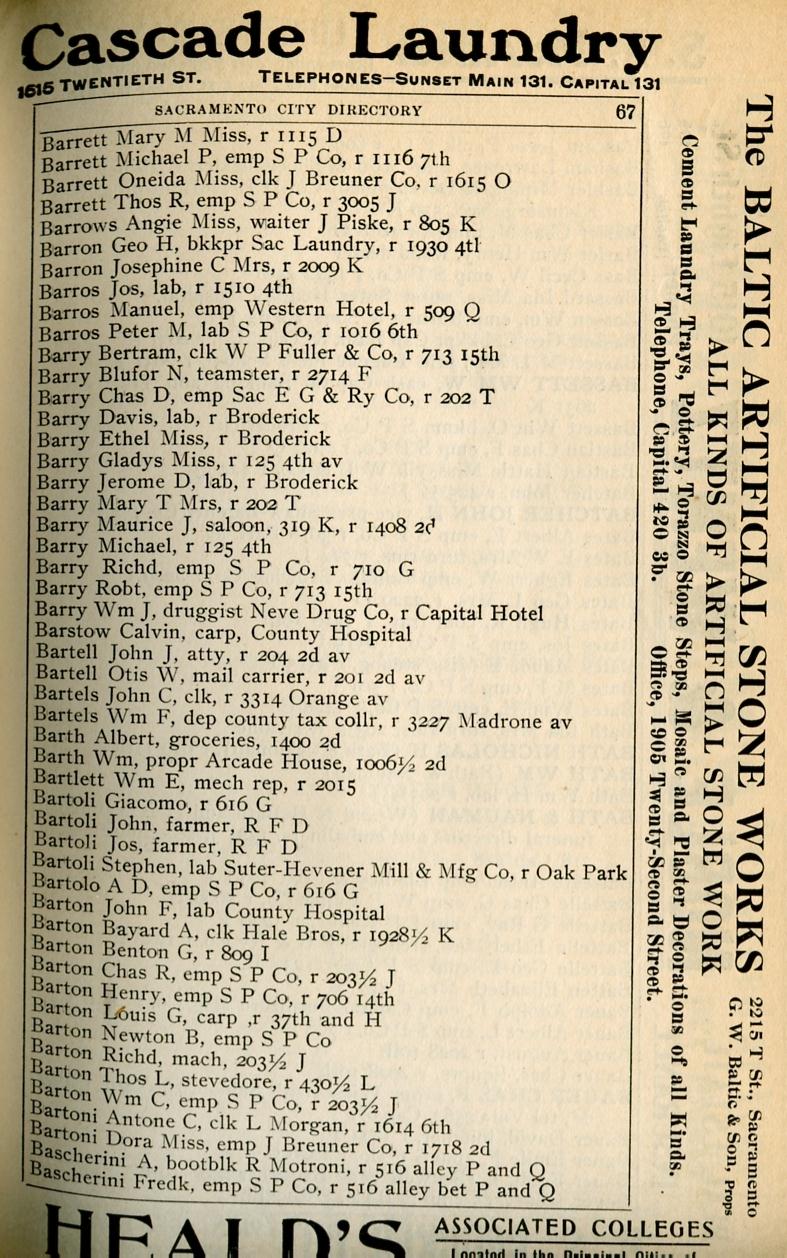 Cascade Laundry
1615 TWENTIETH ST. TELEPHONES—SUNSET MAIN 131. CAPITAL 131
SACRAMENTO CITY DIRECTORY 67
Barrett Mary M Miss, r 1115 D
Barrett Michael P, emp S P Co, r 1116 7th
Barrett Oneida Miss, clk J Breuner Co, r 1615 O
Barrett Thos R, emp S P Co, r 3005 J
Barrows Angie Miss, waiter J Piske, r 805 K
Barron Geo H, bkkpr Sac Laundry, r 1930 4tl
Barron Josephine C Mrs, r 2009 K
Barros Jos, lab, r 1510 4th
Barros Manuel, emp Western Hotel, r 509 Q
Barros Peter M, lab S P Co, r 1016 6th
Barry Bertram, clk W P Fuller & Co, r 713 15th
Barry Blufor N, teamster, r 2714 F
Barry Chas D, emp Sac E G & Ry Co, r 202 T
Barry Davis, lab, r Broderick
Barry Ethel Miss, r Broderick
Barry Gladys Miss, r 125 4th av
Barry Jerome D, lab, r Broderick
Barry Mary T Mrs, r 202 T
Barry Maurice J, saloon, 319 K, r 1408 2d
Barry Michael, r 125 4th
Barry Richd, emp S P Co, r 710 G
Barry Robt, emp S P Co, r 713 15th
Barry Wm J, druggist Neve Drug Co, r Capital Hotel
Barstow Calvin, carp, County Hospital
Bartell John J, atty, r 204 2d av
Bartell Otis W, mail carrier, r 201 2d av
Bartels John C, clk, r 3314 Orange av
Bartels Wm F, dep county tax collr, r 3227 Madrone av
Barth Albert, groceries, 1400 2d
Barth Wm, propr Arcade House, 1006½ 2d
Bartlett Wm E, mech rep, r 2015
Bartoli Giacomo, r 616 G
Bartoli John, farmer, R F D
Bartoli Jos, farmer, R F D
Bartoli Stephen, lab Suter-Hevener Mill & Mfg Co, r Oak Park
Bartolo A D, emp S P Co, r 616 G
Barton John F, lab County Hospital
Barton Bayard A, clk Hale Bros, r 1928½ K
Barton Benton G, r 809 I
Barton Chas R, emp S P Co, r 203½ J
Barton Henry, emp S P Co, r 706 14th
Barton Louis G, carp ,r 37th and H
Barton Newton B, emp S P Co
Barton Richd, mach, 203½ J
Barton Thos L, stevedore, r 430½ L
Barton Wm C, emp S P Co, r 203½ J
Bartoni Antone C, clk L Morgan, r 1614 6th
Bartoni Dora Miss, emp J Breuner Co, r 1718 2d
Bascherini A, bootblk R Motroni, r 516 alley P and Q
Bascherini Fredk, emp S P Co, r 516 alley bet P and Q
The BALTIC ARTIFICIAL STONE WORKS
2215 T St., Sacramento
G. W. Baltic & Son, Props
ALL KINDS OF ARTIFICIAL STONE WORK
Cement Laundry Trays, Pottery, Torazzo Stone Steps, Mosaic and Plaster Decorations of all Kinds.
Telephone, Capital 420 3b. Office, 1905 Twenty-Second Street.
HEALD'S ASSOCIATED COLLEGES
Located in the Principal Cities of